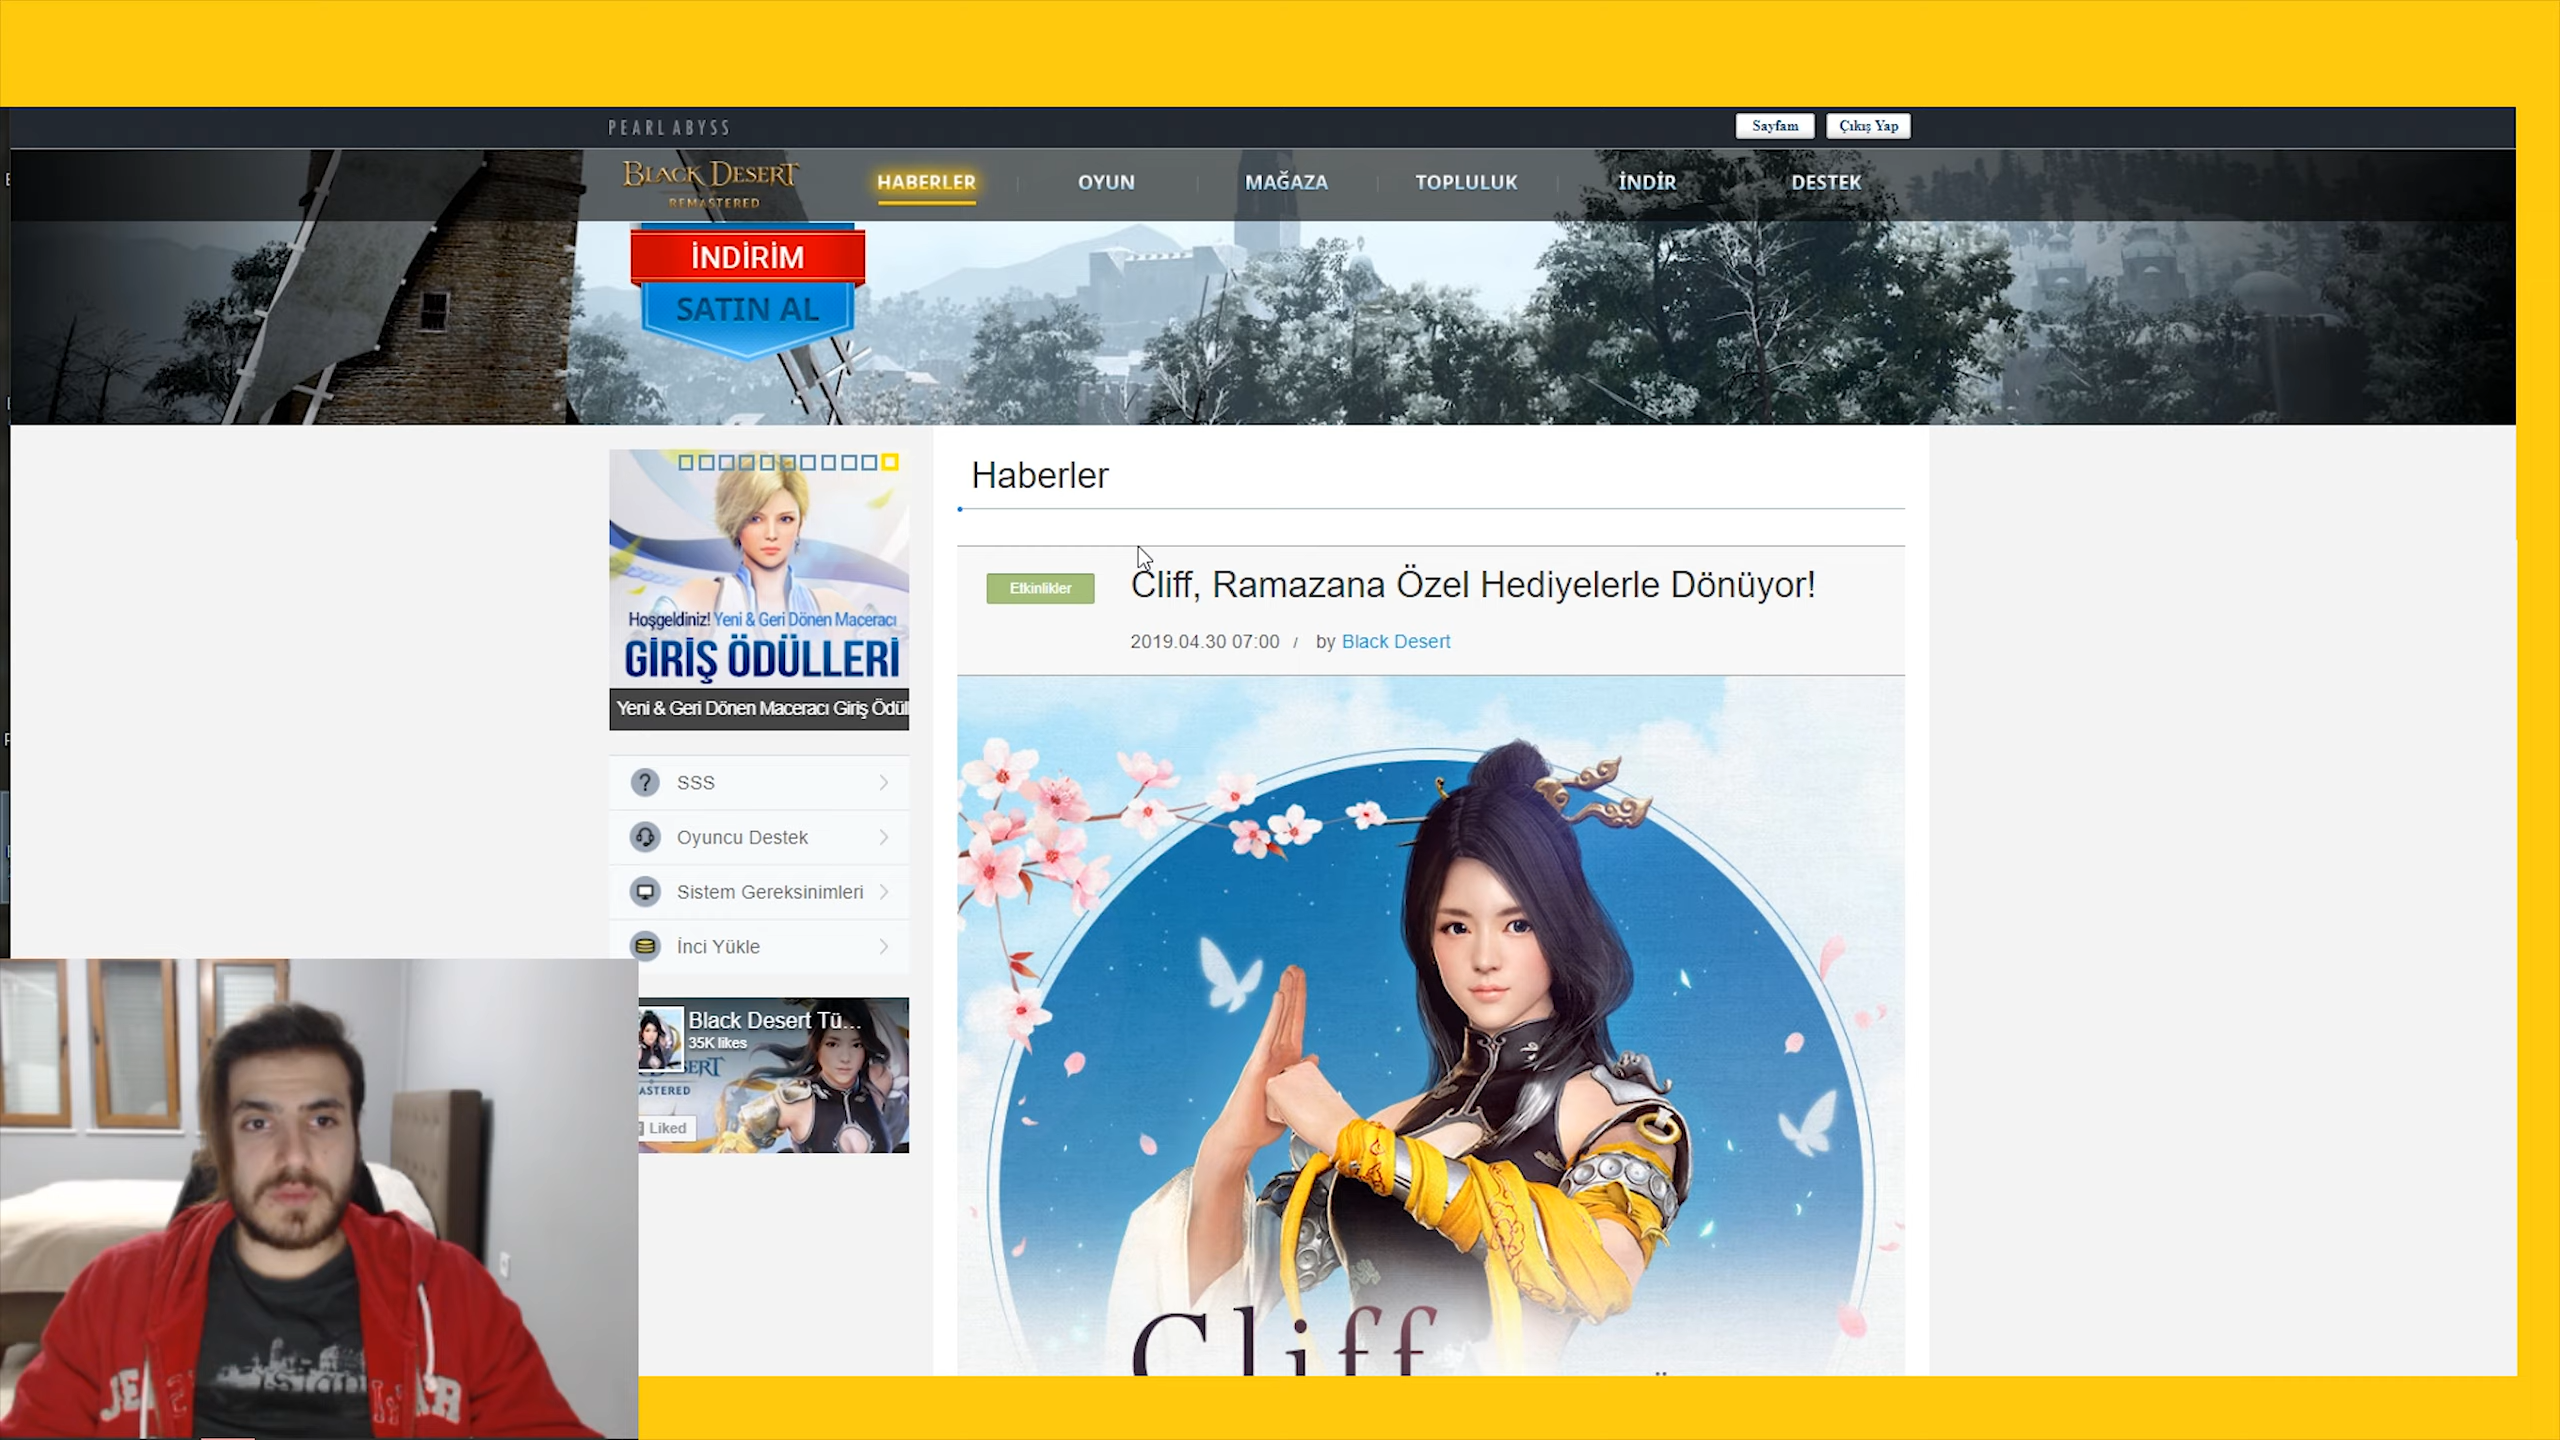 PEARL ABYSS
Sayfam
Çıkış Yap
BLACK DESERT
REMASTERED
HABERLER
OYUN
MAĞAZA
TOPLULUK
İNDİR
DESTEK
İNDİRİM
SATIN AL
Hoşgeldiniz! Yeni & Geri Dönen Maceracı
GİRİŞ ÖDÜLLERİ
Yeni & Geri Dönen Maceracı Giriş Ödül
SSS
Oyuncu Destek
Sistem Gereksinimleri
İnci Yükle
Black Desert Tü...
35K likes
Liked
Haberler
Etkinlikler
Cliff, Ramazana Özel Hediyelerle Dönüyor!
2019.04.30 07:00 / by Black Desert
Cliff